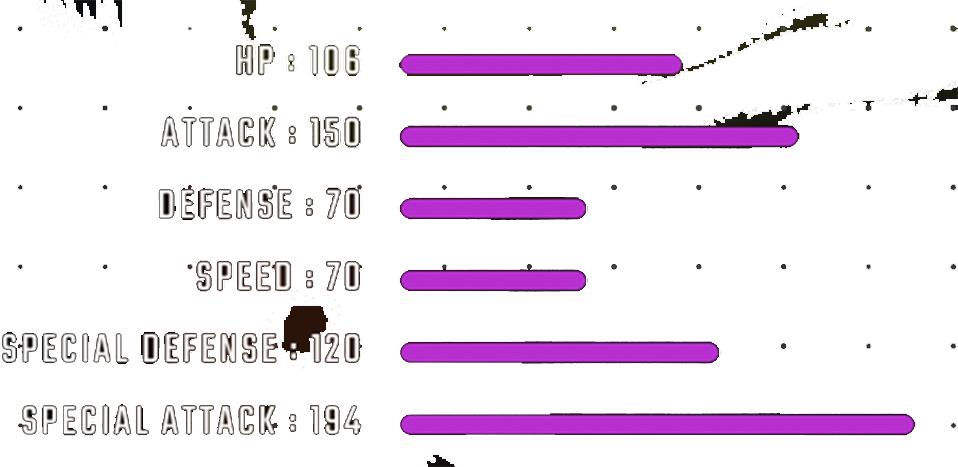 HP : 106
ATTACK : 150
DEFENSE : 70
SPEED : 70
SPECIAL DEFENSE : 120
SPECIAL ATTACK : 194